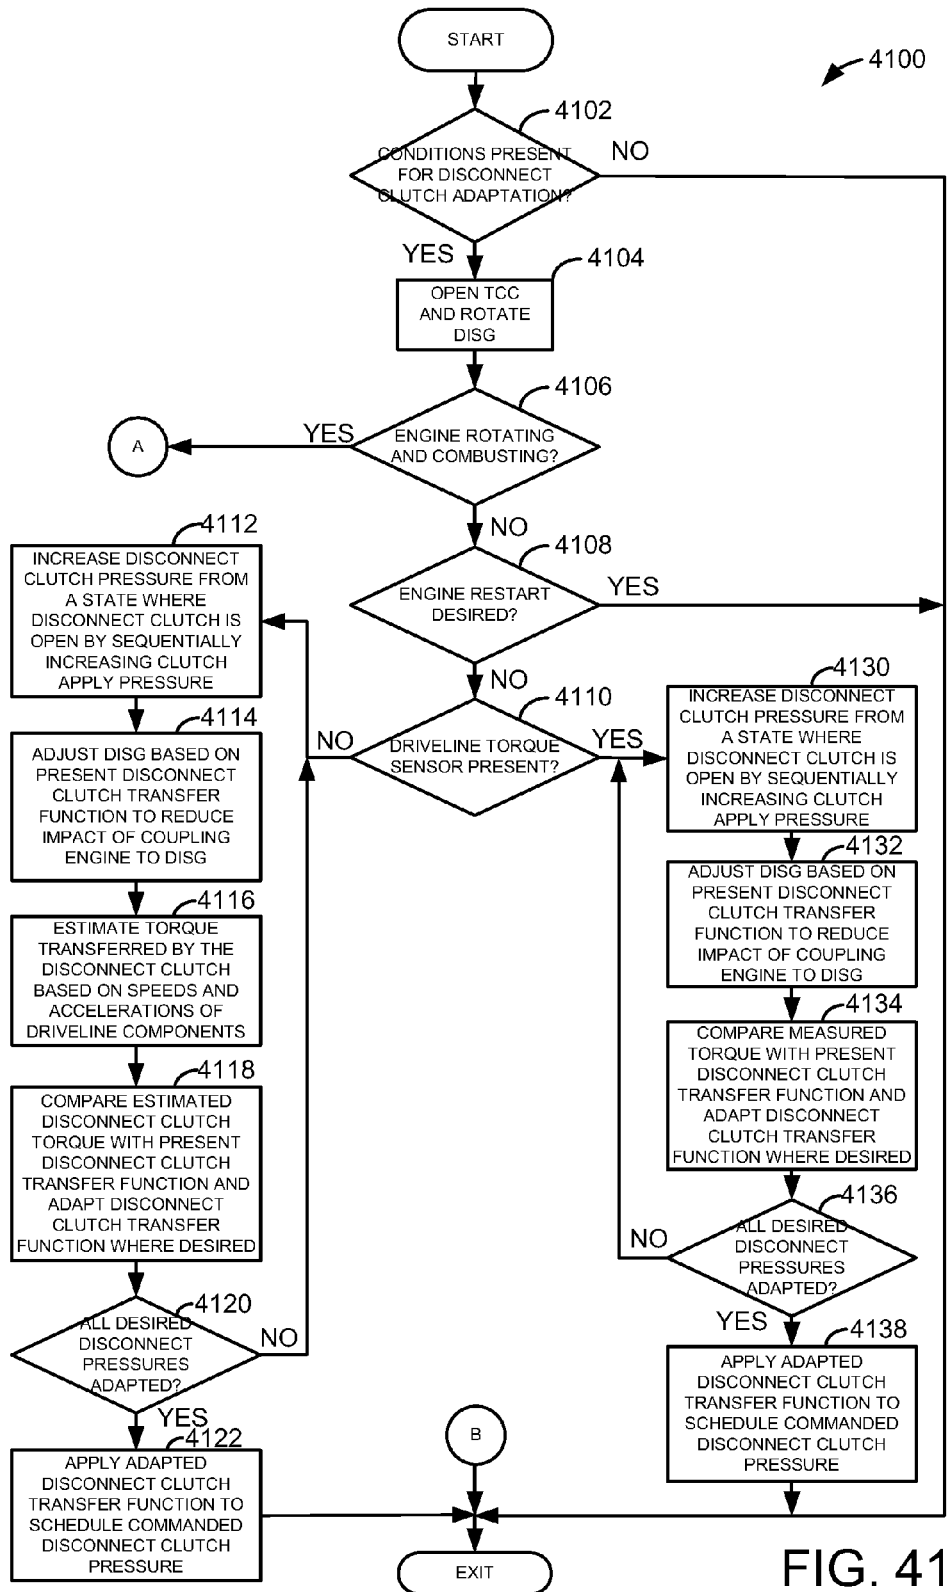 START
4100
4102
CONDITIONS PRESENT
FOR DISCONNECT
CLUTCH ADAPTATION?
NO
YES
4104
OPEN TCC
AND ROTATE
DISG
4106
ENGINE ROTATING
AND COMBUSTING?
YES
A
NO
4108
ENGINE RESTART
DESIRED?
YES
NO
4110
DRIVELINE TORQUE
SENSOR PRESENT?
NO
YES
4112
INCREASE DISCONNECT
CLUTCH PRESSURE FROM
A STATE WHERE
DISCONNECT CLUTCH IS
OPEN BY SEQUENTIALLY
INCREASING CLUTCH
APPLY PRESSURE
4114
ADJUST DISG BASED ON
PRESENT DISCONNECT
CLUTCH TRANSFER
FUNCTION TO REDUCE
IMPACT OF COUPLING
ENGINE TO DISG
4116
ESTIMATE TORQUE
TRANSFERRED BY THE
DISCONNECT CLUTCH
BASED ON SPEEDS AND
ACCELERATIONS OF
DRIVELINE COMPONENTS
4118
COMPARE ESTIMATED
DISCONNECT CLUTCH
TORQUE WITH PRESENT
DISCONNECT CLUTCH
TRANSFER FUNCTION AND
ADAPT DISCONNECT
CLUTCH TRANSFER
FUNCTION WHERE DESIRED
4120
ALL DESIRED
DISCONNECT
PRESSURES
ADAPTED?
NO
YES
4122
APPLY ADAPTED
DISCONNECT CLUTCH
TRANSFER FUNCTION TO
SCHEDULE COMMANDED
DISCONNECT CLUTCH
PRESSURE
4130
INCREASE DISCONNECT
CLUTCH PRESSURE FROM
A STATE WHERE
DISCONNECT CLUTCH IS
OPEN BY SEQUENTIALLY
INCREASING CLUTCH
APPLY PRESSURE
4132
ADJUST DISG BASED ON
PRESENT DISCONNECT
CLUTCH TRANSFER
FUNCTION TO REDUCE
IMPACT OF COUPLING
ENGINE TO DISG
4134
COMPARE MEASURED
TORQUE WITH PRESENT
DISCONNECT CLUTCH
TRANSFER FUNCTION AND
ADAPT DISCONNECT
CLUTCH TRANSFER
FUNCTION WHERE DESIRED
4136
ALL DESIRED
DISCONNECT
PRESSURES
ADAPTED?
NO
YES
4138
APPLY ADAPTED
DISCONNECT CLUTCH
TRANSFER FUNCTION TO
SCHEDULE COMMANDED
DISCONNECT CLUTCH
PRESSURE
B
EXIT
FIG. 41